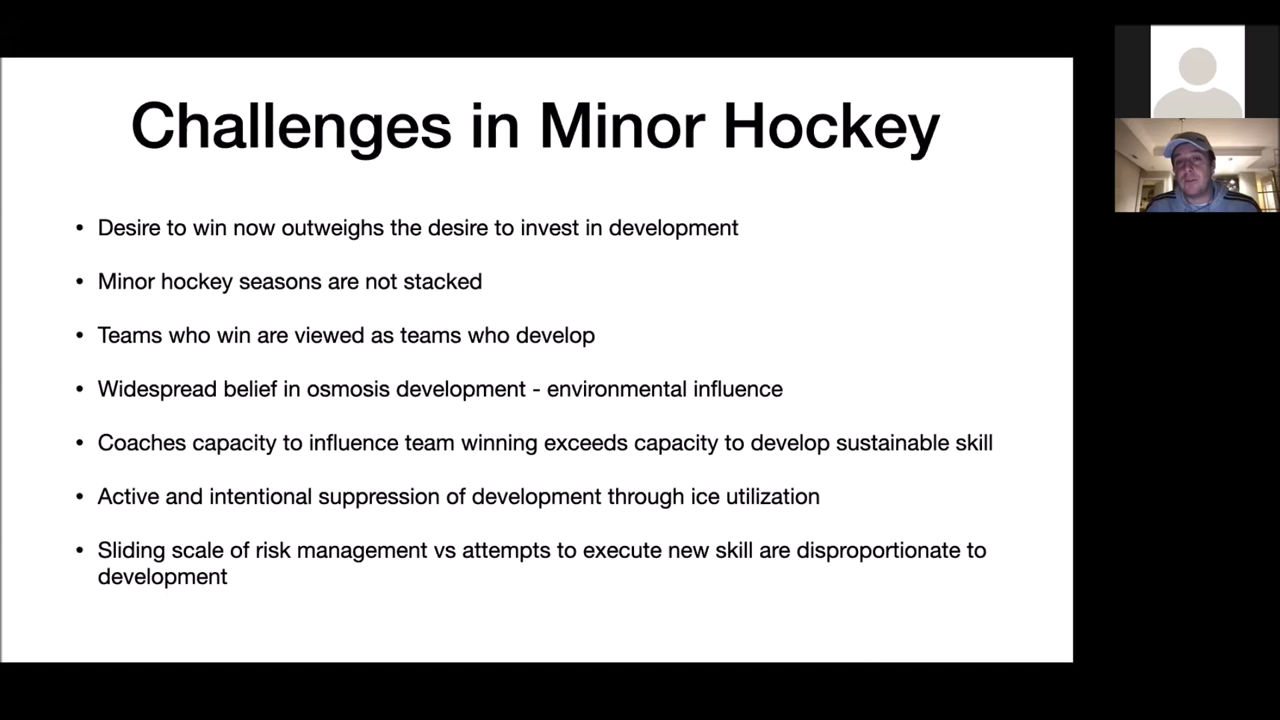 Challenges in Minor Hockey
• Desire to win now outweighs the desire to invest in development
• Minor hockey seasons are not stacked
• Teams who win are viewed as teams who develop
• Widespread belief in osmosis development - environmental influence
• Coaches capacity to influence team winning exceeds capacity to develop sustainable skill
• Active and intentional suppression of development through ice utilization
• Sliding scale of risk management vs attempts to execute new skill are disproportionate to
development